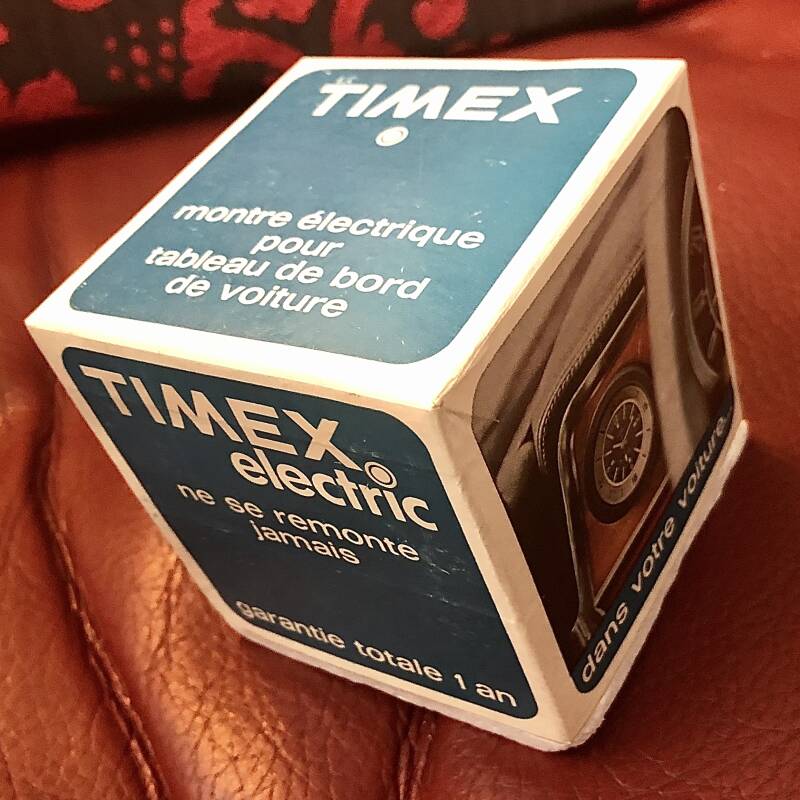 TIMEX
montre électrique
pour
tableau de bord
de voiture
TIMEX
electric
ne se remonte
jamais
garantie totale 1 an
dans votre voiture...